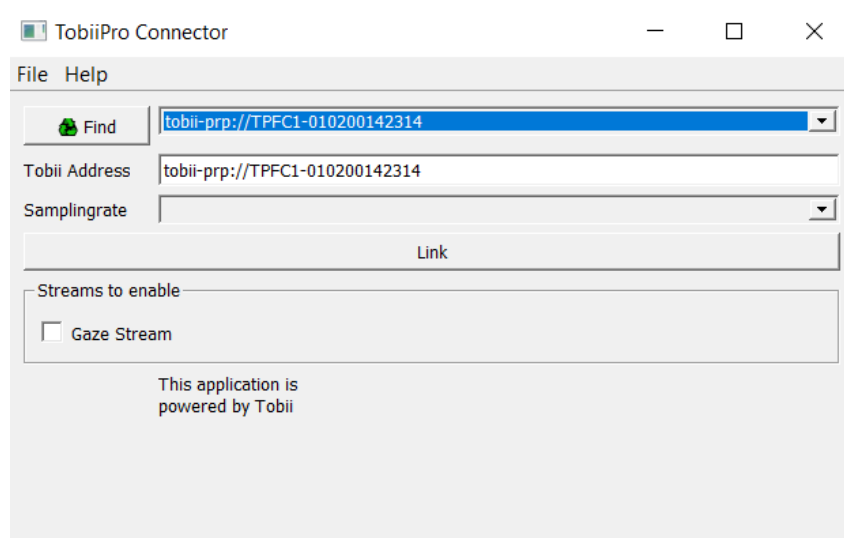 TobiiPro Connector
File Help
Find tobii-prp://TPFC1-010200142314
Tobii Address tobii-prp://TPFC1-010200142314
Samplingrate
Link
Streams to enable
Gaze Stream
This application is
powered by Tobii